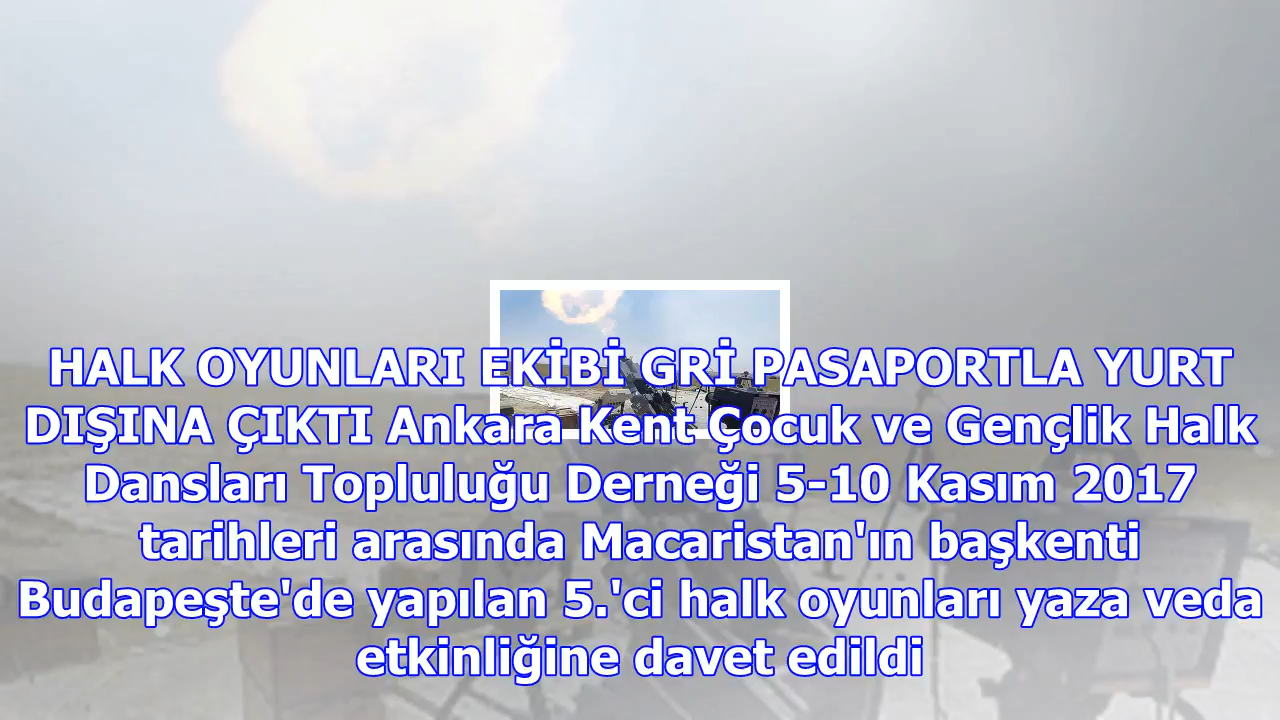 HALK OYUNLARI EKİBİ GRİ PASAPORTLA YURT
DIŞINA ÇIKTI Ankara Kent Çocuk ve Gençlik Halk
Dansları Topluluğu Derneği 5-10 Kasım 2017
tarihleri arasında Macaristan'ın başkenti
Budapeşte'de yapılan 5.'ci halk oyunları yaza veda
etkinliğine davet edildi